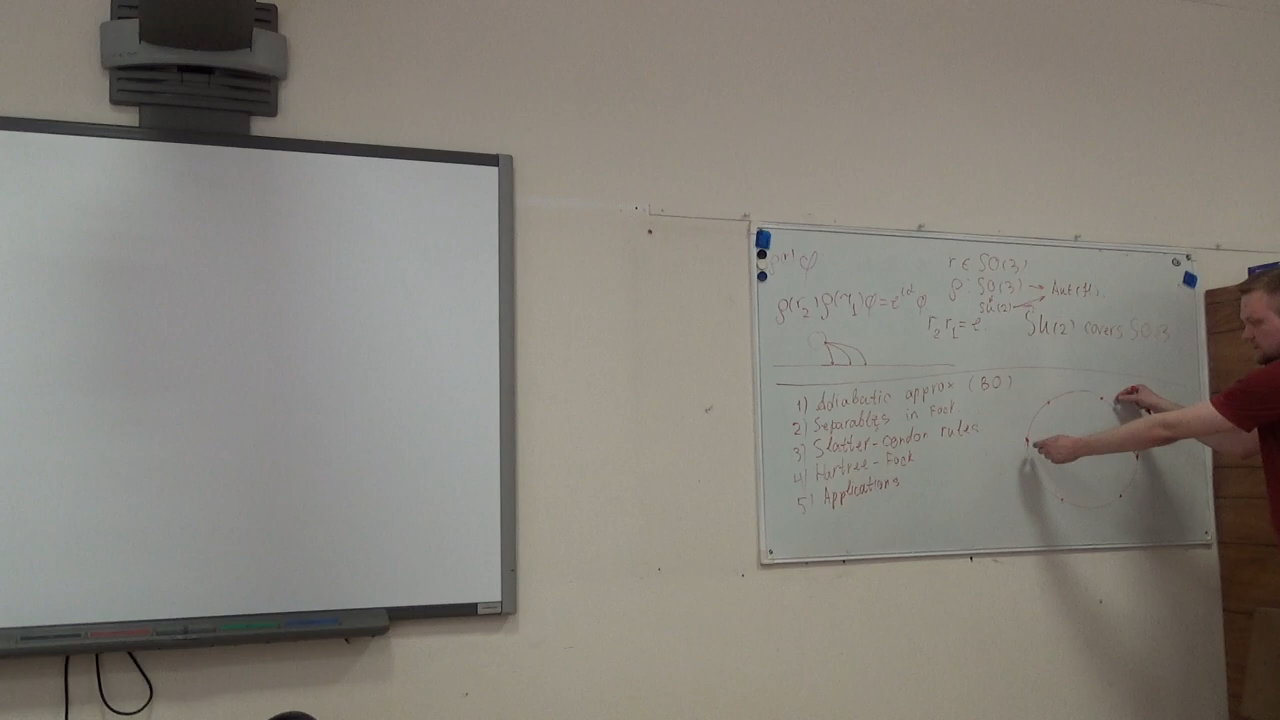 ρ(r) φ
r ∈ SO(3)
ρ: SO(3) → Aut(H)
SU(2)
ρ(r₂)ρ(r₁)φ = e^{iα} φ
r₂ r₁ = e
SU(2) covers SO(3
1) Adiabatic approx (BO)
2) Separables in Fock
3) Slatter-Condon rules
4) Hartree-Fock
5) Applications